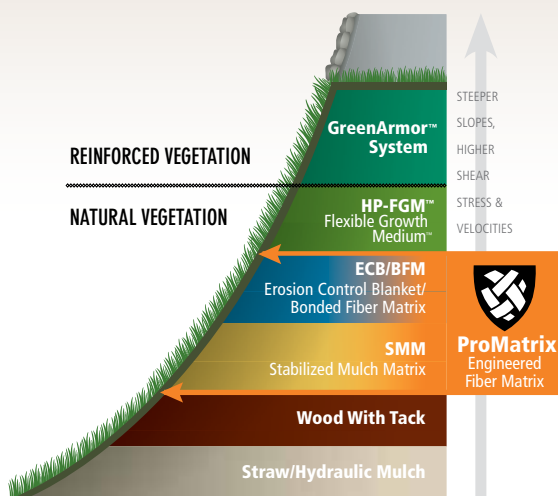 GreenArmor™
System
STEEPER
SLOPES,
HIGHER
SHEAR
STRESS &
VELOCITIES
REINFORCED VEGETATION
NATURAL VEGETATION
HP-FGM™
Flexible Growth
Medium™
ECB/BFM
Erosion Control Blanket/
Bonded Fiber Matrix
SMM
Stabilized Mulch Matrix
ProMatrix
Engineered
Fiber Matrix
Wood With Tack
Straw/Hydraulic Mulch